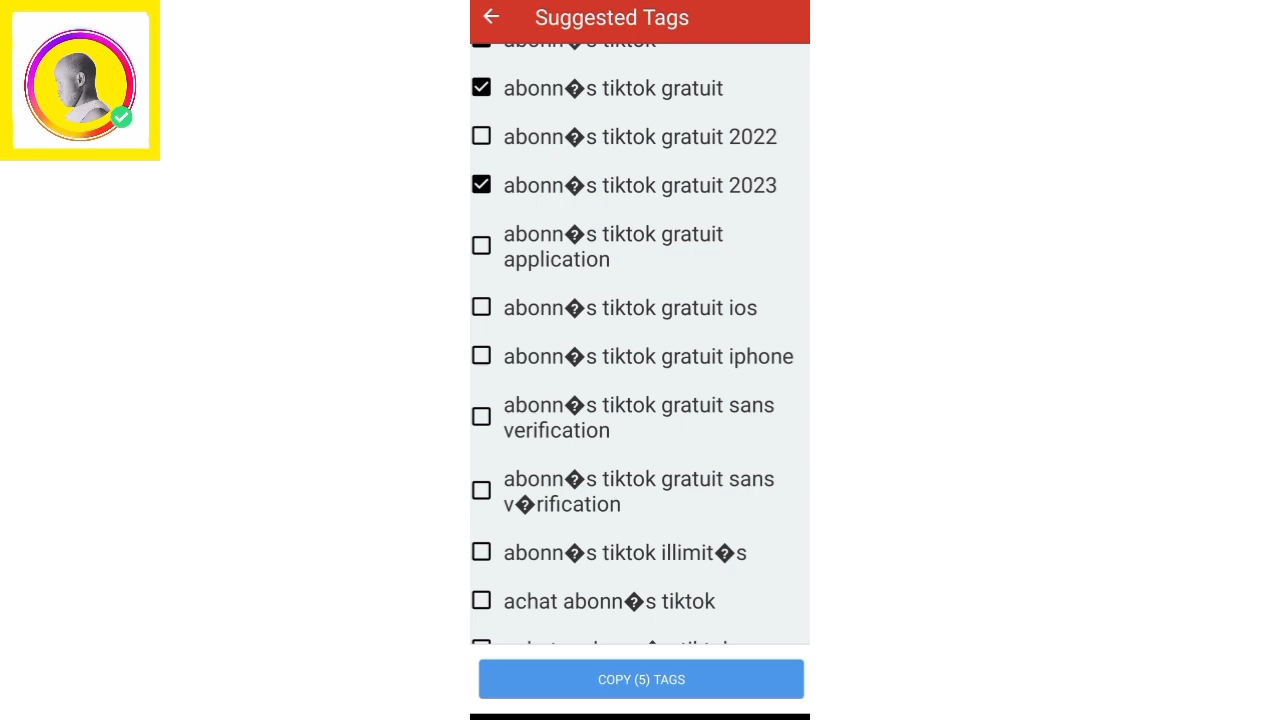 Suggested Tags
abonn�s tiktok
abonn�s tiktok gratuit
abonn�s tiktok gratuit 2022
abonn�s tiktok gratuit 2023
abonn�s tiktok gratuit
application
abonn�s tiktok gratuit ios
abonn�s tiktok gratuit iphone
abonn�s tiktok gratuit sans
verification
abonn�s tiktok gratuit sans
v�rification
abonn�s tiktok illimit�s
achat abonn�s tiktok
COPY (5) TAGS